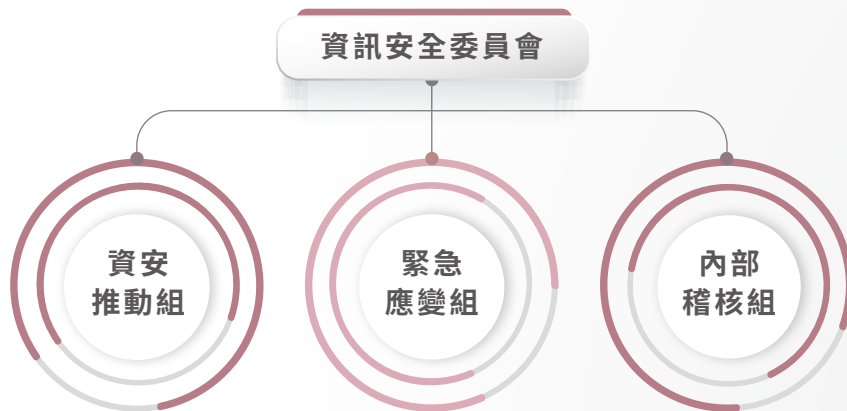 資訊安全委員會
資安
推動組
緊急
應變組
內部
稽核組